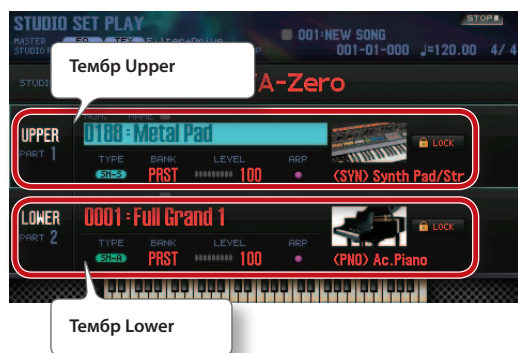 STUDIO SET PLAY
STOP
MASTER EQ TFX Filter+Drive
001:NEW SONG
001-01-000 ♩=120.00 4/4
Тембр Upper
A-Zero
UPPER
PART 1
0188:Metal Pad
LOCK
TYPE BANK LEVEL ARP
SN-S PRST 100 (SYN) Synth Pad/Str
LOWER
PART 2
0001:Full Grand 1
LOCK
TYPE BANK LEVEL ARP
SN-A PRST 100 (PNO) Ac.Piano
Тембр Lower